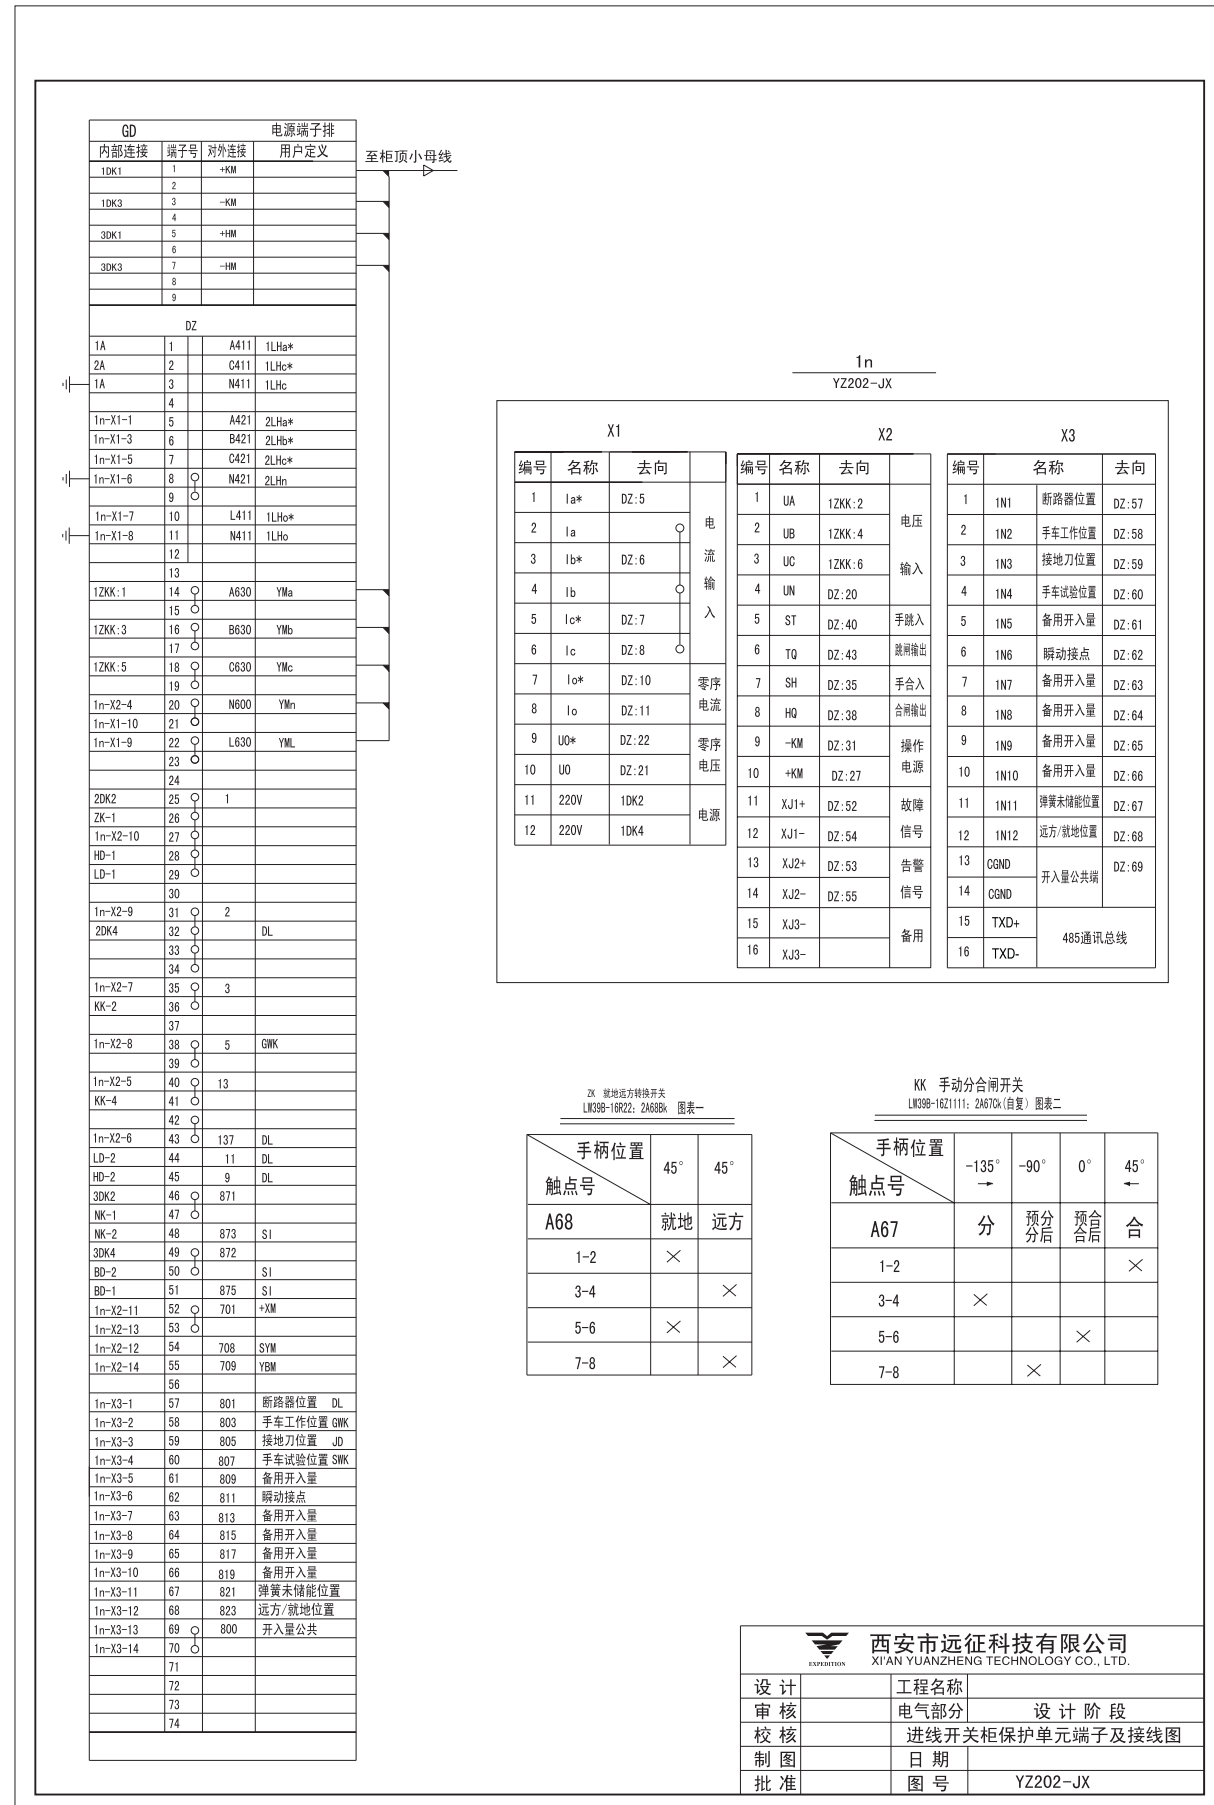 GD 电源端子排
内部连接 端子号 对外连接 用户定义
1DK1 1 +KM
2
1DK3 3 -KM
4
3DK1 5 +HM
6
3DK3 7 -HM
8
9
至柜顶小母线
DZ
1A 1 A411 1LHa*
2A 2 C411 1LHc*
1A 3 N411 1LHc
4
1n-X1-1 5 A421 2LHa*
1n-X1-3 6 B421 2LHb*
1n-X1-5 7 C421 2LHc*
1n-X1-6 8 N421 2LHn
9
1n-X1-7 10 L411 1LHo*
1n-X1-8 11 N411 1LHo
12
13
1ZKK:1 14 A630 YMa
15
1ZKK:3 16 B630 YMb
17
1ZKK:5 18 C630 YMc
19
1n-X2-4 20 N600 YMn
1n-X1-10 21
1n-X1-9 22 L630 YML
23
24
2DK2 25 1
ZK-1 26
1n-X2-10 27
HD-1 28
LD-1 29
30
1n-X2-9 31 2
2DK4 32 DL
33
34
1n-X2-7 35 3
KK-2 36
37
1n-X2-8 38 5 GWK
39
1n-X2-5 40 13
KK-4 41
42
1n-X2-6 43 137 DL
LD-2 44 11 DL
HD-2 45 9 DL
3DK2 46 871
NK-1 47
NK-2 48 873 SI
3DK4 49 872
BD-2 50 SI
BD-1 51 875 SI
1n-X2-11 52 701 +XM
1n-X2-13 53
1n-X2-12 54 708 SYM
1n-X2-14 55 709 YBM
56
1n-X3-1 57 801 断路器位置 DL
1n-X3-2 58 803 手车工作位置 GWK
1n-X3-3 59 805 接地刀位置 JD
1n-X3-4 60 807 手车试验位置 SWK
1n-X3-5 61 809 备用开入量
1n-X3-6 62 811 瞬动接点
1n-X3-7 63 813 备用开入量
1n-X3-8 64 815 备用开入量
1n-X3-9 65 817 备用开入量
1n-X3-10 66 819 备用开入量
1n-X3-11 67 821 弹簧未储能位置
1n-X3-12 68 823 远方/就地位置
1n-X3-13 69 800 开入量公共
1n-X3-14 70
71
72
73
74
1n
YZ202-JX
X1
编号 名称 去向
1 Ia* DZ:5
2 Ia
3 Ib* DZ:6
4 Ib
5 Ic* DZ:7
6 Ic DZ:8
电流输入
7 Io* DZ:10
8 Io DZ:11
零序电流
9 U0* DZ:22
10 U0 DZ:21
零序电压
11 220V 1DK2
12 220V 1DK4
电源
X2
编号 名称 去向
1 UA 1ZKK:2
2 UB 1ZKK:4
3 UC 1ZKK:6
4 UN DZ:20
电压输入
5 ST DZ:40 手跳入
6 TQ DZ:43 跳闸输出
7 SH DZ:35 手合入
8 HQ DZ:38 合闸输出
9 -KM DZ:31
10 +KM DZ:27
操作电源
11 XJ1+ DZ:52
12 XJ1- DZ:54
故障信号
13 XJ2+ DZ:53
14 XJ2- DZ:55
告警信号
15 XJ3-
16 XJ3-
备用
X3
编号 名称 去向
1 1N1 断路器位置 DZ:57
2 1N2 手车工作位置 DZ:58
3 1N3 接地刀位置 DZ:59
4 1N4 手车试验位置 DZ:60
5 1N5 备用开入量 DZ:61
6 1N6 瞬动接点 DZ:62
7 1N7 备用开入量 DZ:63
8 1N8 备用开入量 DZ:64
9 1N9 备用开入量 DZ:65
10 1N10 备用开入量 DZ:66
11 1N11 弹簧未储能位置 DZ:67
12 1N12 远方/就地位置 DZ:68
13 CGND DZ:69
14 CGND
开入量公共端
15 TXD+
16 TXD-
485通讯总线
ZK 就地远方转换开关
LW39B-16R22; 2A68Bk 图表一
手柄位置 45° 45°
触点号
A68 就地 远方
1-2 ×
3-4 ×
5-6 ×
7-8 ×
KK 手动分合闸开关
LW39B-16Z1111; 2A67Ck(自复) 图表二
手柄位置 -135° → -90° 0° 45° ←
触点号
A67 分 预分分后 预合合后 合
1-2 ×
3-4 ×
5-6 ×
7-8 ×
EXPEDITION
西安市远征科技有限公司
XI'AN YUANZHENG TECHNOLOGY CO., LTD.
设计 工程名称
审核 电气部分 设计阶段
校核 进线开关柜保护单元端子及接线图
制图 日期
批准 图号 YZ202-JX